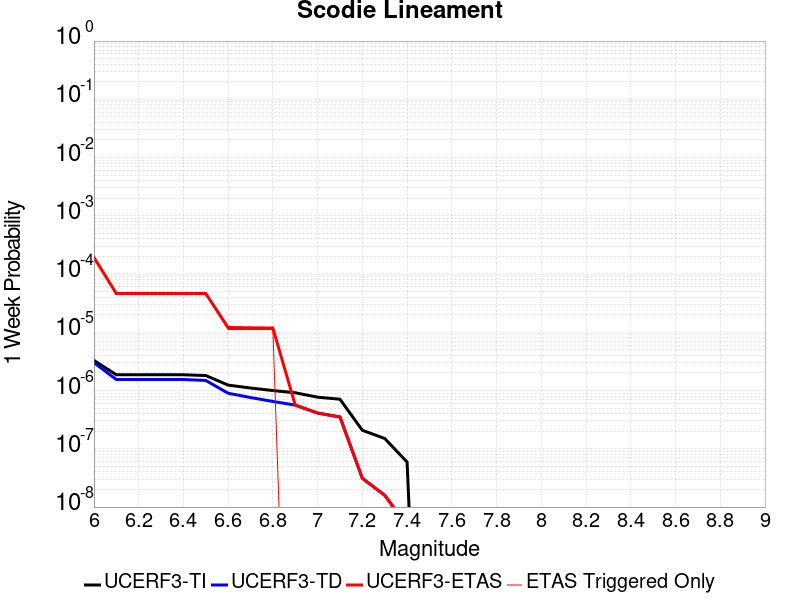 Scodie Lineament
10^0
10^-1
10^-2
10^-3
10^-4
10^-5
10^-6
10^-7
10^-8
1 Week Probability
6 6.2 6.4 6.6 6.8 7 7.2 7.4 7.6 7.8 8 8.2 8.4 8.6 8.8 9
Magnitude
UCERF3-TI UCERF3-TD UCERF3-ETAS ETAS Triggered Only